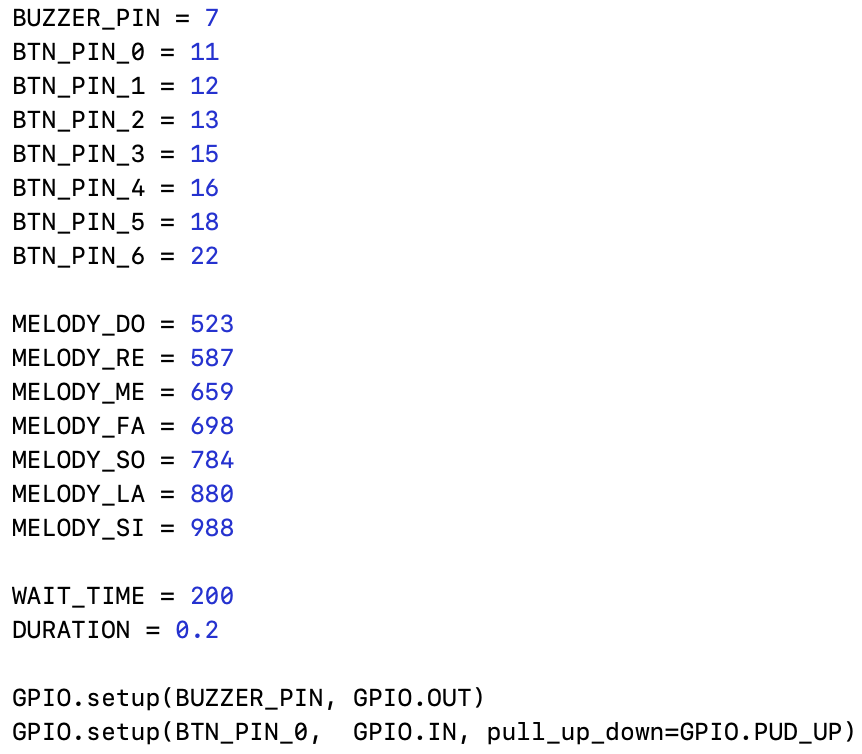 BUZZER_PIN = 7
BTN_PIN_0 = 11
BTN_PIN_1 = 12
BTN_PIN_2 = 13
BTN_PIN_3 = 15
BTN_PIN_4 = 16
BTN_PIN_5 = 18
BTN_PIN_6 = 22

MELODY_DO = 523
MELODY_RE = 587
MELODY_ME = 659
MELODY_FA = 698
MELODY_SO = 784
MELODY_LA = 880
MELODY_SI = 988

WAIT_TIME = 200
DURATION = 0.2

GPIO.setup(BUZZER_PIN, GPIO.OUT)
GPIO.setup(BTN_PIN_0,  GPIO.IN, pull_up_down=GPIO.PUD_UP)